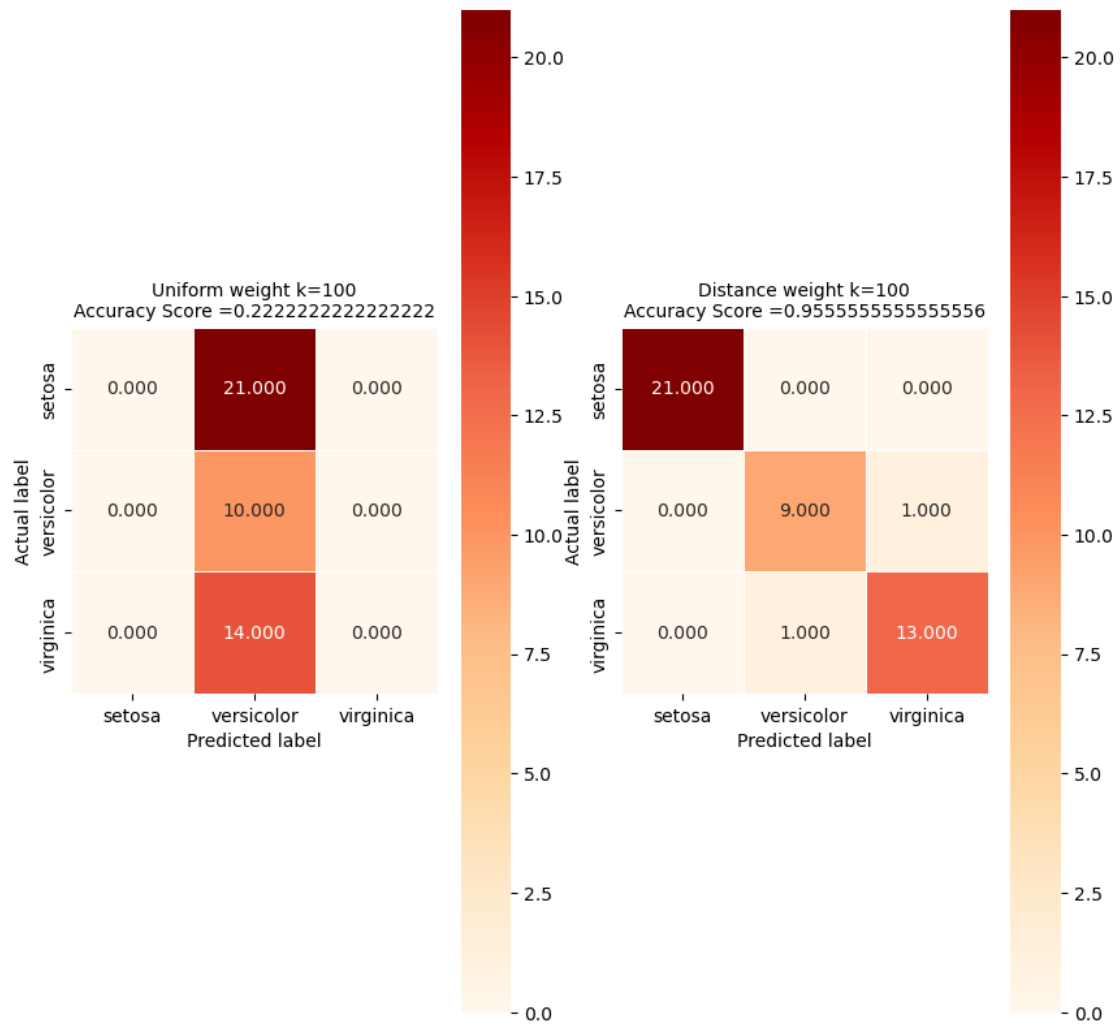 Uniform weight k=100
Accuracy Score =0.2222222222222222
setosa
versicolor
virginica
Actual label
0.000 21.000 0.000
0.000 10.000 0.000
0.000 14.000 0.000
setosa versicolor virginica
Predicted label
20.0
17.5
15.0
12.5
10.0
7.5
5.0
2.5
0.0
Distance weight k=100
Accuracy Score =0.9555555555555556
setosa
versicolor
virginica
Actual label
21.000 0.000 0.000
0.000 9.000 1.000
0.000 1.000 13.000
setosa versicolor virginica
Predicted label
20.0
17.5
15.0
12.5
10.0
7.5
5.0
2.5
0.0